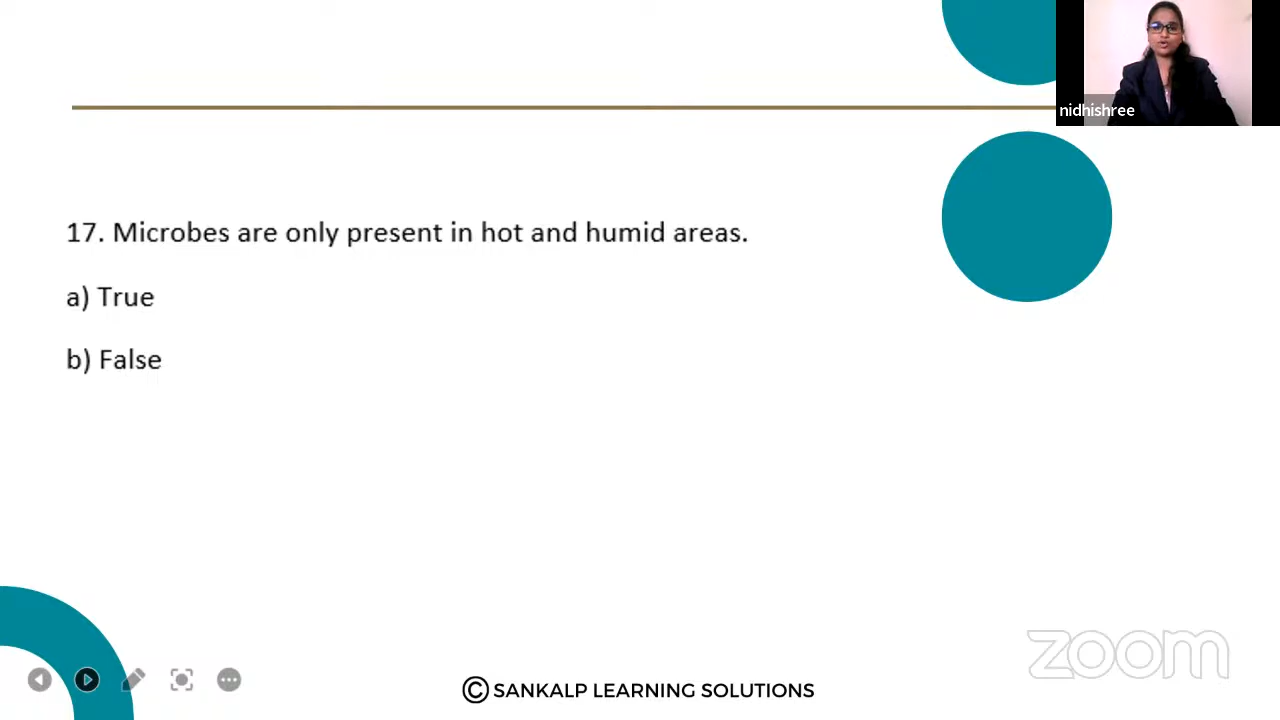 nidhishree
17. Microbes are only present in hot and humid areas.
a) True
b) False
zoom
© SANKALP LEARNING SOLUTIONS